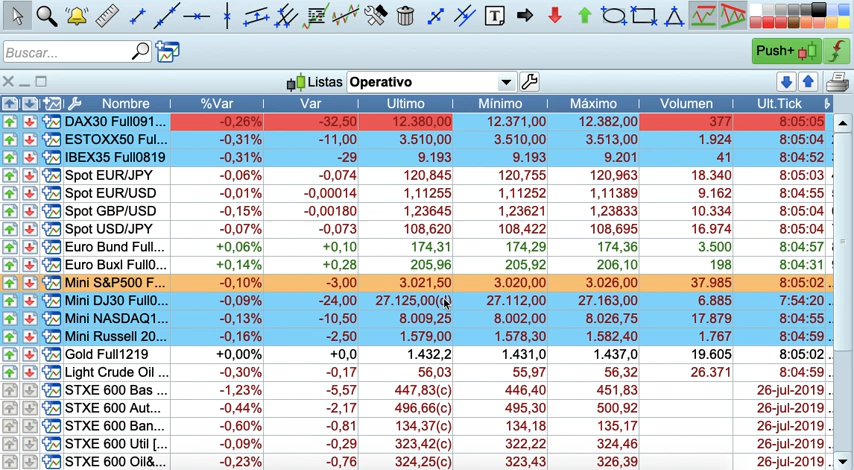 T
Buscar...
Push+
Listas Operativo
Nombre %Var Var Ultimo Mínimo Máximo Volumen Ult.Tick
DAX30 Full091... -0,26% -32,50 12.380,00 12.371,00 12.382,00 377 8:05:05
ESTOXX50 Ful... -0,31% -11,00 3.510,00 3.510,00 3.513,00 1.924 8:05:04
IBEX35 Full0819 -0,31% -29 9.193 9.193 9.201 41 8:04:52
Spot EUR/JPY -0,06% -0,074 120,845 120,755 120,963 18.340 8:05:03
Spot EUR/USD -0,01% -0,00014 1,11255 1,11252 1,11389 9.162 8:04:55
Spot GBP/USD -0,15% -0,00180 1,23645 1,23621 1,23833 10.334 8:05:04
Spot USD/JPY -0,07% -0,073 108,620 108,422 108,695 16.974 8:05:04
Euro Bund Full... +0,06% +0,10 174,31 174,29 174,36 3.500 8:04:57
Euro Buxl Full0... +0,14% +0,28 205,96 205,92 206,10 198 8:04:31
Mini S&P500 F... -0,10% -3,00 3.021,50 3.020,00 3.026,00 37.985 8:05:02
Mini DJ30 Full0... -0,09% -24,00 27.125,00(c) 27.112,00 27.163,00 6.885 7:54:20
Mini NASDAQ1... -0,13% -10,50 8.009,25 8.002,00 8.026,75 17.879 8:04:55
Mini Russell 20... -0,16% -2,50 1.579,00 1.578,30 1.582,40 1.767 8:04:59
Gold Full1219 +0,00% +0,0 1.432,2 1.431,0 1.437,0 19.605 8:05:02
Light Crude Oil ... -0,30% -0,17 56,03 55,97 56,32 26.371 8:04:59
STXE 600 Bas ... -1,23% -5,57 447,83(c) 446,40 451,83 26-jul-2019
STXE 600 Aut... -0,44% -2,17 496,66(c) 495,30 500,92 26-jul-2019
STXE 600 Ban... -0,60% -0,81 134,37(c) 134,18 135,17 26-jul-2019
STXE 600 Util [... -0,09% -0,29 323,42(c) 322,22 324,46 26-jul-2019
STXE 600 Oil&... -0,23% -0,76 324,25(c) 323,43 326,39 26-jul-2019